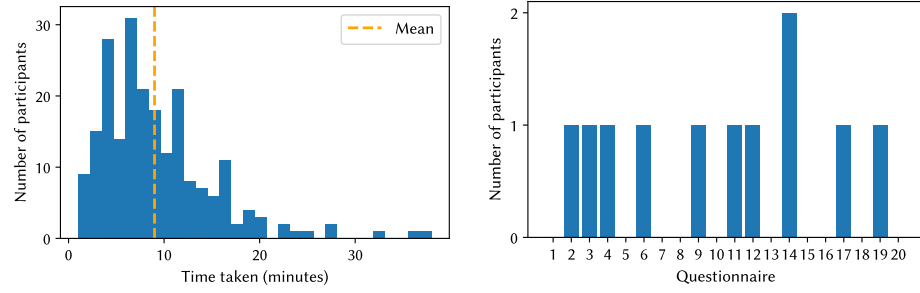 Number of participants
30
20
10
0
Mean
0 10 20 30
Time taken (minutes)
Number of participants
2
1
0
1 2 3 4 5 6 7 8 9 10 11 12 13 14 15 16 17 18 19 20
Questionnaire